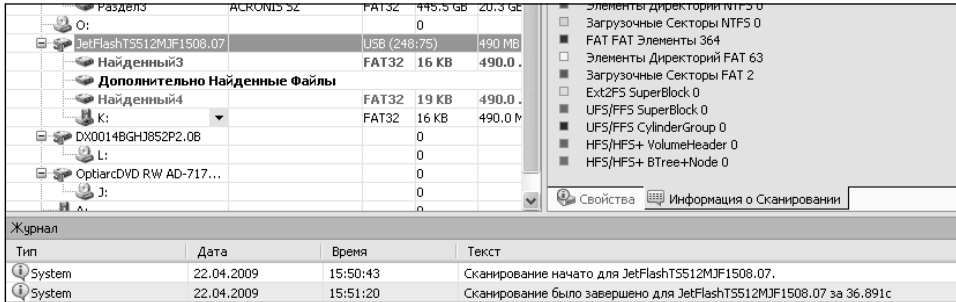 Раздел3 ACRONIS SZ FAT32 445.5 GB 20.3 GB
O: 0
JetFlashTS512MJF1508.07 USB (248:75) 490 MB
Найденный3 FAT32 16 KB 490.0 .
Дополнительно Найденные Файлы
Найденный4 FAT32 19 KB 490.0 .
K: FAT32 16 KB 490.0 M
DX0014BGHJ852P2.0B 0
L: 0
OptiarcDVD RW AD-717... 0
J: 0
A: 0
Элементы Директорий NTFS 0
Загрузочные Секторы NTFS 0
FAT FAT Элементы 364
Элементы Директорий FAT 63
Загрузочные Секторы FAT 2
Ext2FS SuperBlock 0
UFS/FFS SuperBlock 0
UFS/FFS CylinderGroup 0
HFS/HFS+ VolumeHeader 0
HFS/HFS+ BTree+Node 0
Свойства Информация о Сканировании
Журнал
Тип Дата Время Текст
System 22.04.2009 15:50:43 Сканирование начато для JetFlashTS512MJF1508.07.
System 22.04.2009 15:51:20 Сканирование было завершено для JetFlashTS512MJF1508.07 за 36.891с